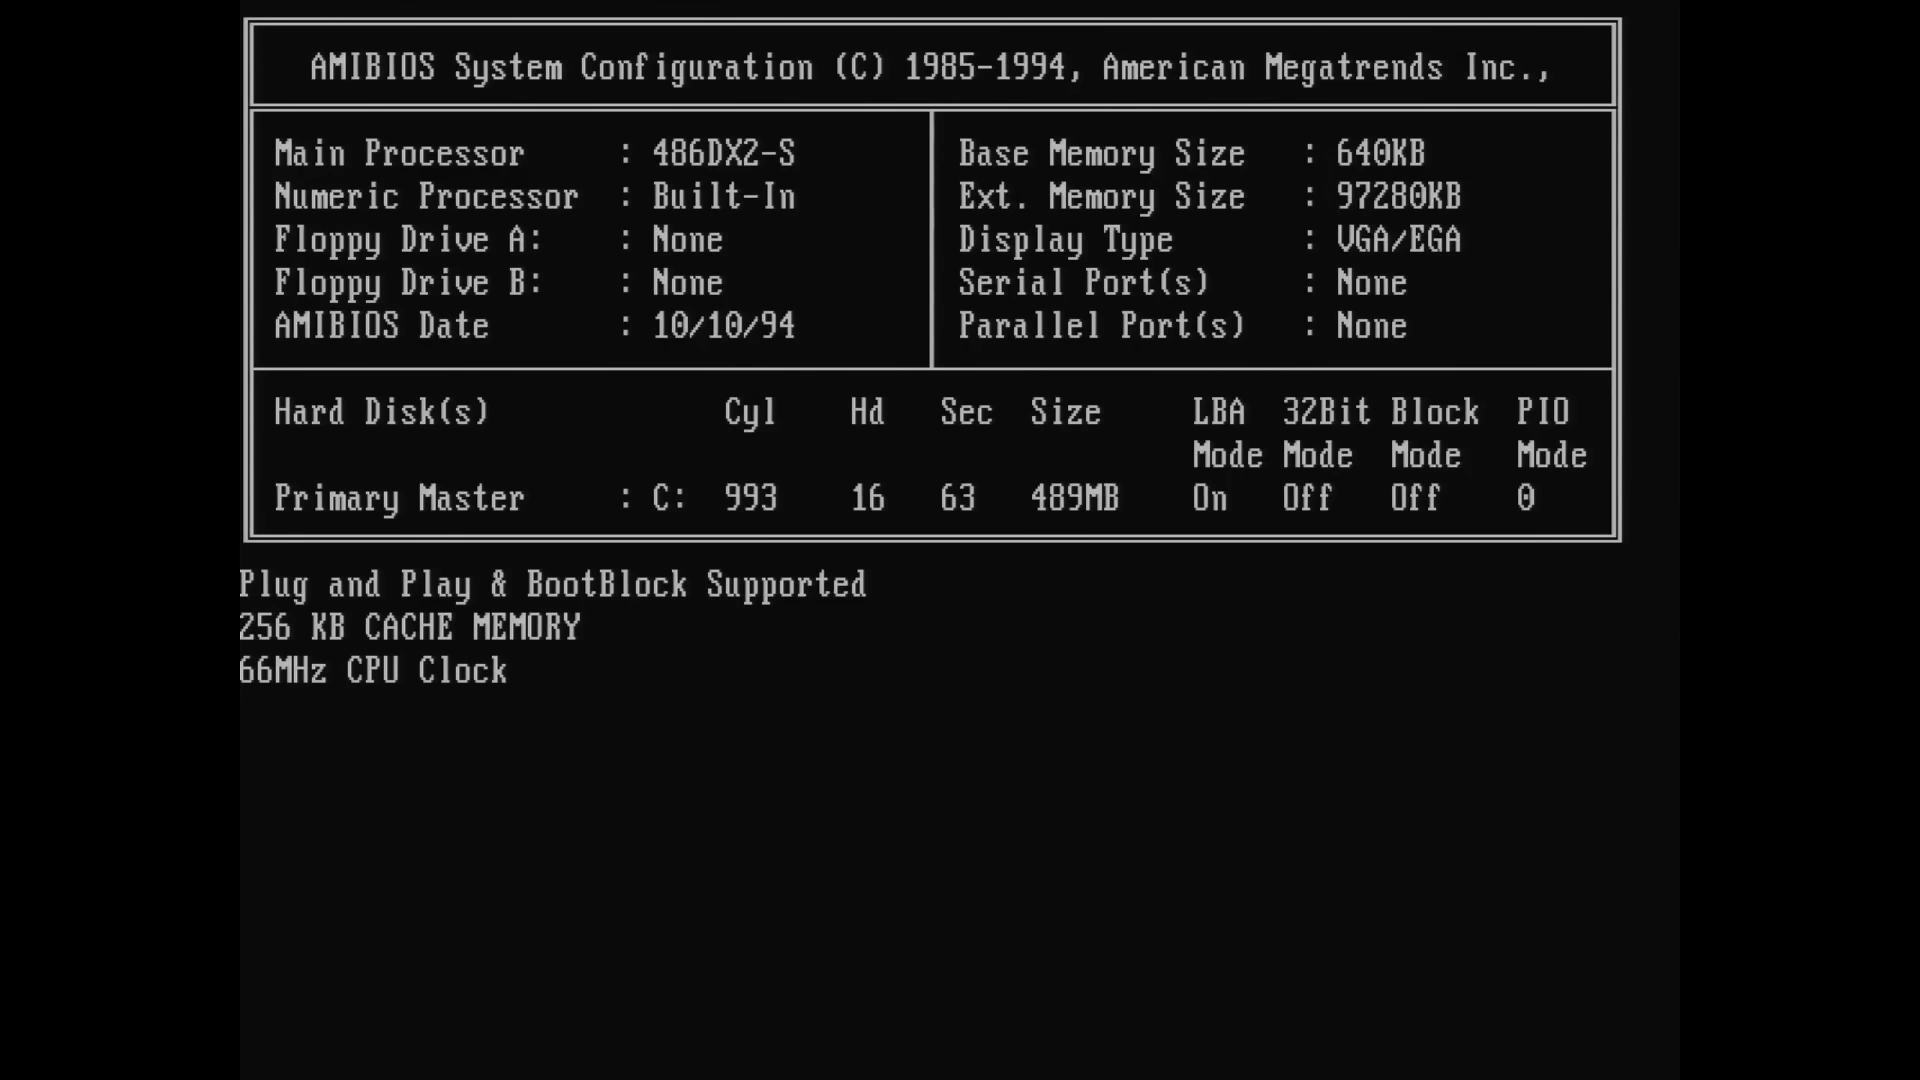 AMIBIOS System Configuration (C) 1985-1994, American Megatrends Inc.,
Main Processor : 486DX2-S
Numeric Processor : Built-In
Floppy Drive A: : None
Floppy Drive B: : None
AMIBIOS Date : 10/10/94
Base Memory Size : 640KB
Ext. Memory Size : 97280KB
Display Type : VGA/EGA
Serial Port(s) : None
Parallel Port(s) : None
Hard Disk(s) Cyl Hd Sec Size LBA 32Bit Block PIO
Mode Mode Mode Mode
Primary Master : C: 993 16 63 489MB On Off Off 0
Plug and Play & BootBlock Supported
256 KB CACHE MEMORY
66MHz CPU Clock